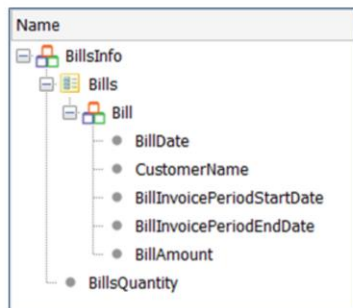 Name
BillsInfo
Bills
Bill
BillDate
CustomerName
BillInvoicePeriodStartDate
BillInvoicePeriodEndDate
BillAmount
BillsQuantity